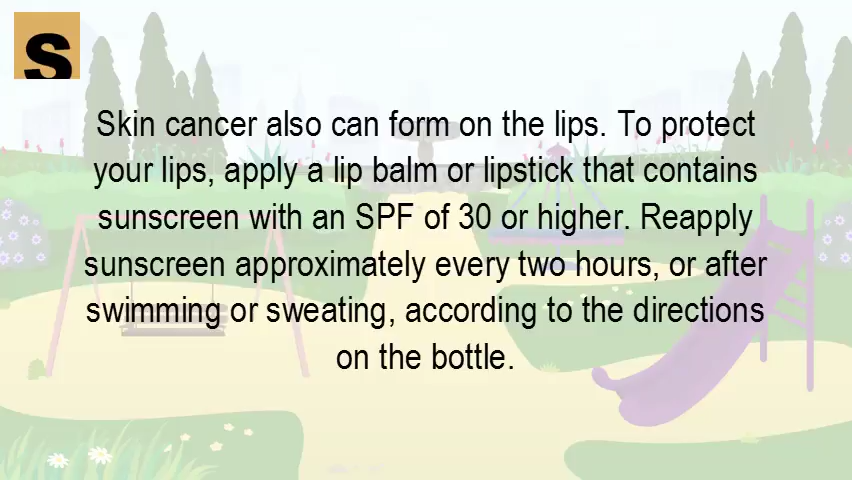 S
Skin cancer also can form on the lips. To protect
your lips, apply a lip balm or lipstick that contains
sunscreen with an SPF of 30 or higher. Reapply
sunscreen approximately every two hours, or after
swimming or sweating, according to the directions
on the bottle.